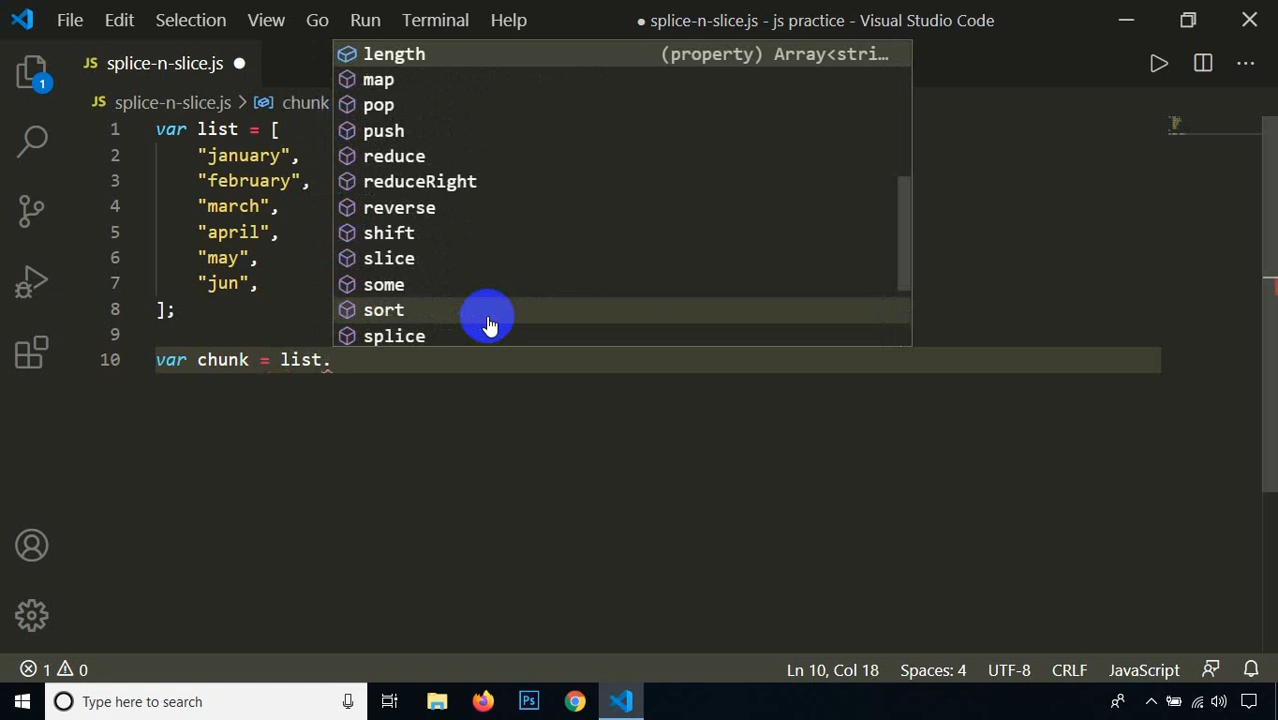 File Edit Selection View Go Run Terminal Help ● splice-n-slice.js - js practice - Visual Studio Code
1
JS splice-n-slice.js
JS splice-n-slice.js > chunk
length (property) Array<stri…
map
pop
push
reduce
reduceRight
reverse
shift
slice
some
sort
splice
1 var list = [
2 "january",
3 "february",
4 "march",
5 "april",
6 "may",
7 "jun",
8 ];
9
10 var chunk = list.
1 0 Ln 10, Col 18 Spaces: 4 UTF-8 CRLF JavaScript
Type here to search Ps